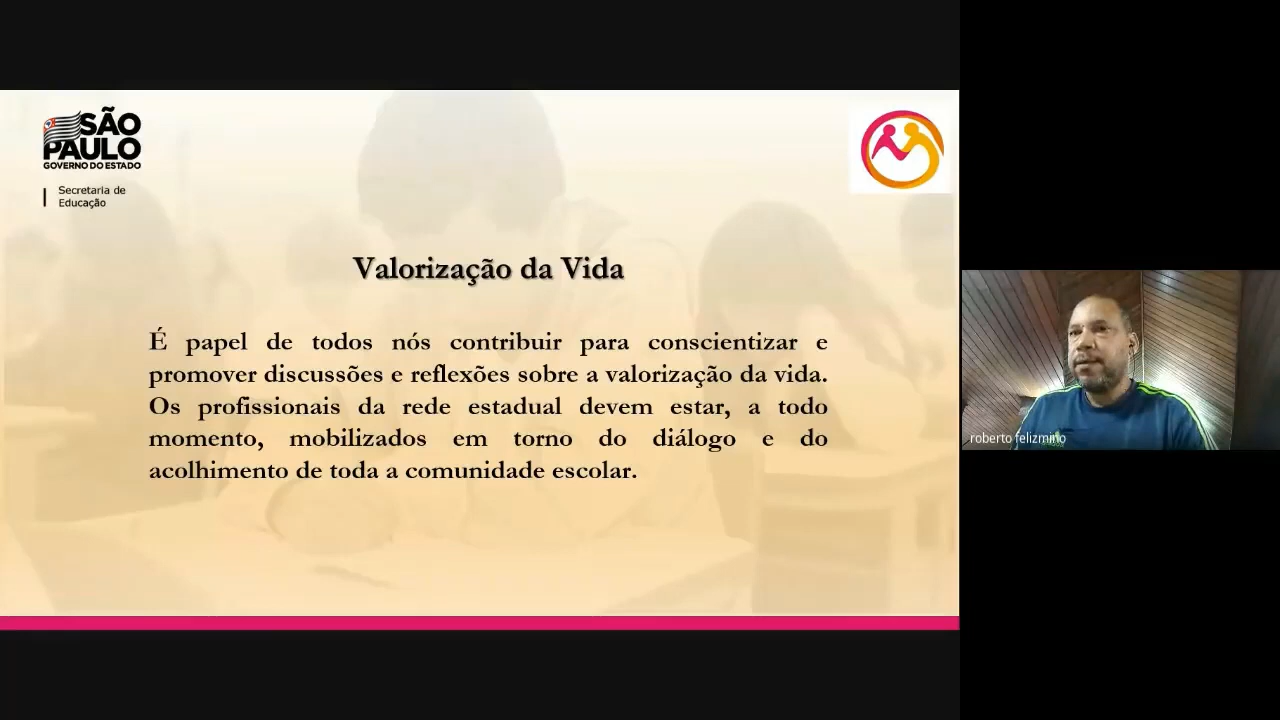 SÃO
PAULO
GOVERNO DO ESTADO
Secretaria de
Educação
Valorização da Vida
É papel de todos nós contribuir para conscientizar e
promover discussões e reflexões sobre a valorização da vida.
Os profissionais da rede estadual devem estar, a todo
momento, mobilizados em torno do diálogo e do
acolhimento de toda a comunidade escolar.
roberto felizmino